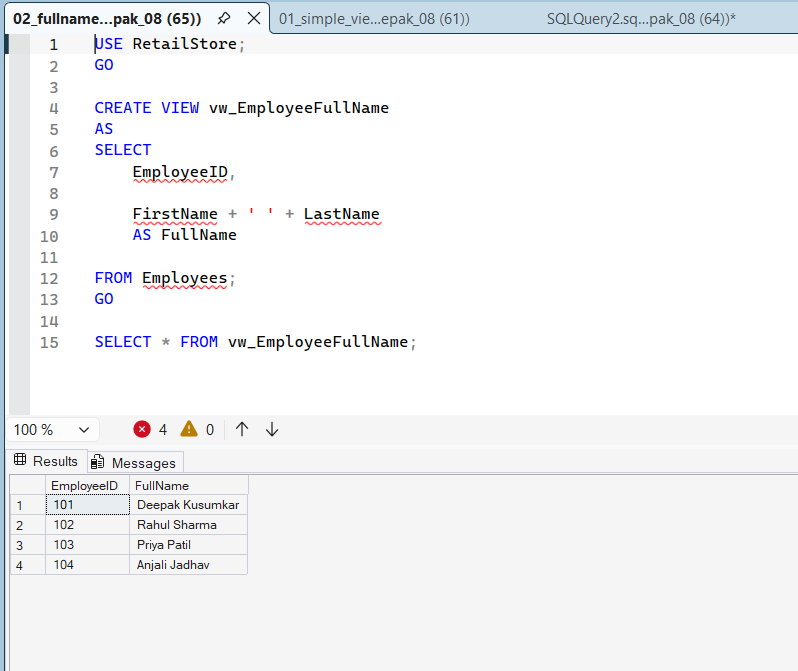 02_fullname...pak_08 (65))
01_simple_vie...epak_08 (61))
SQLQuery2.sq...pak_08 (64))*
1 USE RetailStore;
2 GO
3
4 CREATE VIEW vw_EmployeeFullName
5 AS
6 SELECT
7 EmployeeID,
8
9 FirstName + ' ' + LastName
10 AS FullName
11
12 FROM Employees;
13 GO
14
15 SELECT * FROM vw_EmployeeFullName;
100 % 4 0
Results Messages
EmployeeID FullName
1 101 Deepak Kusumkar
2 102 Rahul Sharma
3 103 Priya Patil
4 104 Anjali Jadhav